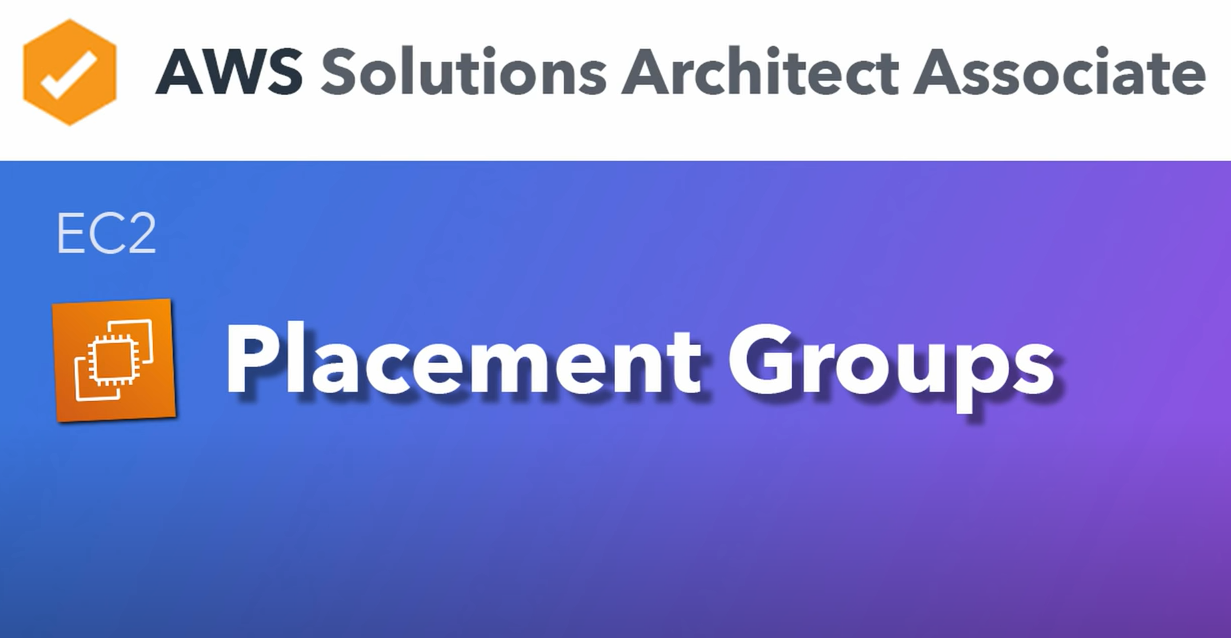 AWS Solutions Architect Associate
EC2
Placement Groups